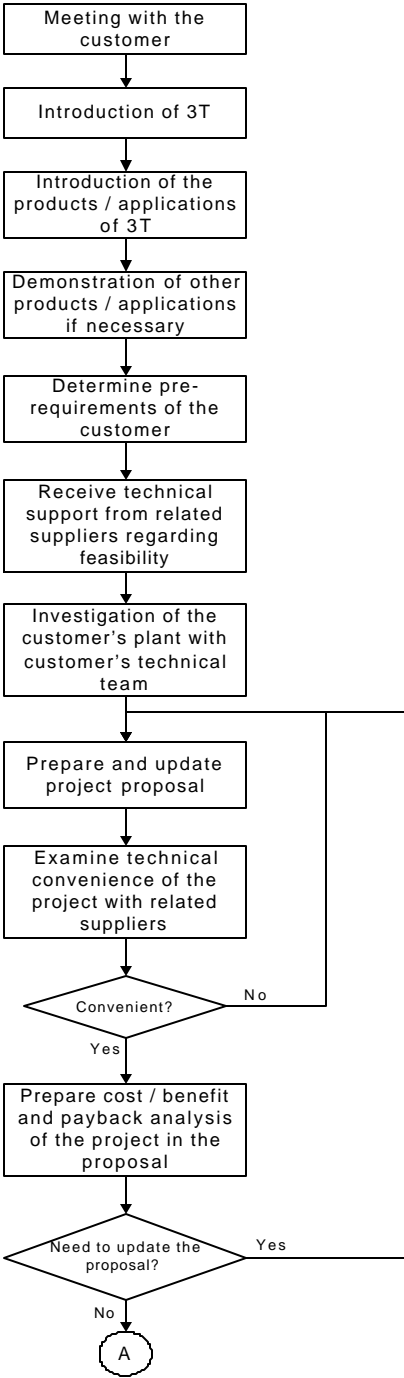 Meeting with the
customer
Introduction of 3T
Introduction of the
products / applications
of 3T
Demonstration of other
products / applications
if necessary
Determine pre-
requirements of the
customer
Receive technical
support from related
suppliers regarding
feasibility
Investigation of the
customer's plant with
customer's technical
team
Prepare and update
project proposal
Examine technical
convenience of the
project with related
suppliers
Convenient?
No
Yes
Prepare cost / benefit
and payback analysis
of the project in the
proposal
Need to update the
proposal?
Yes
No
A